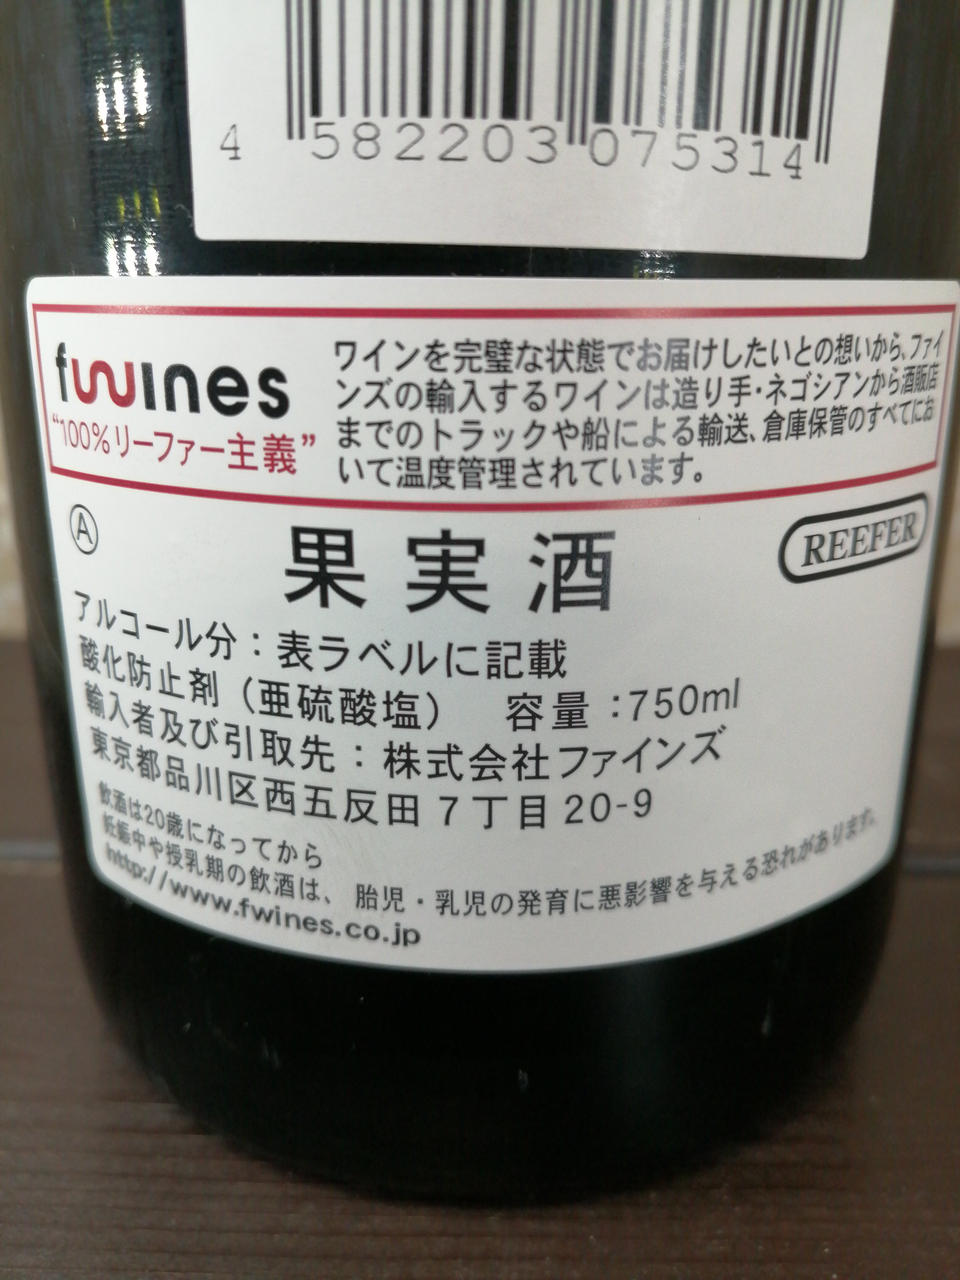 4 582203 075314
fwines
"100%リーファー主義"
ワインを完璧な状態でお届けしたいとの想いから、ファイ
ンズの輸入するワインは造り手・ネゴシアンから酒販店
までのトラックや船による輸送、倉庫保管のすべてにお
いて温度管理されています。
Ⓐ
果実酒
REEFER
アルコール分：表ラベルに記載
酸化防止剤（亜硫酸塩） 容量：750ml
輸入者及び引取先：株式会社ファインズ
東京都品川区西五反田7丁目20-9
飲酒は20歳になってから
妊娠中や授乳期の飲酒は、胎児・乳児の発育に悪影響を与える恐れがあります。
http://www.fwines.co.jp